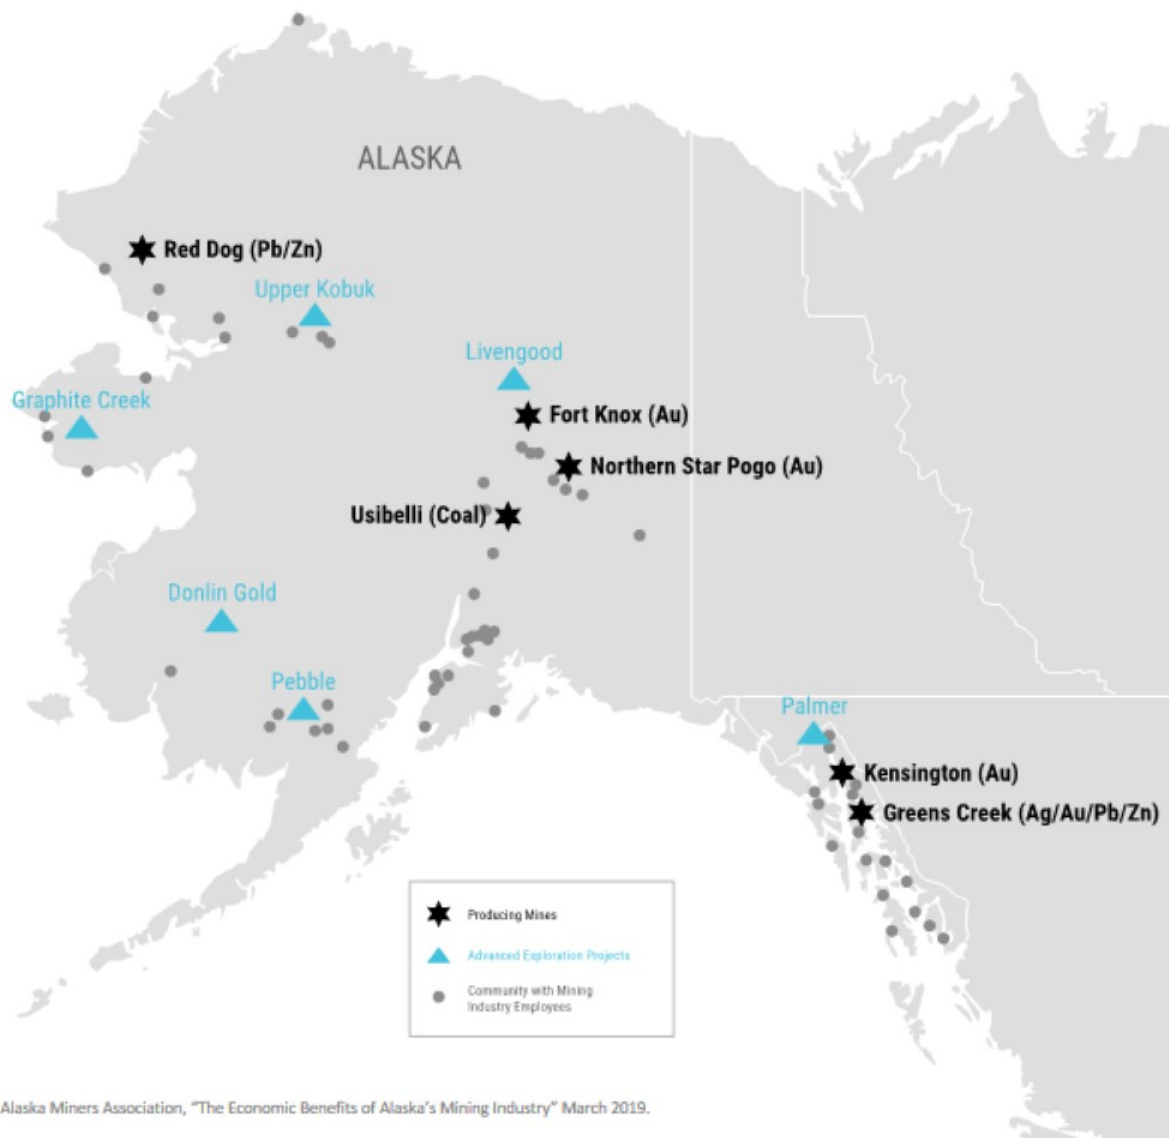 ALASKA
Red Dog (Pb/Zn)
Upper Kobuk
Livengood
Graphite Creek
Fort Knox (Au)
Northern Star Pogo (Au)
Usibelli (Coal)
Donlin Gold
Pebble
Palmer
Kensington (Au)
Greens Creek (Ag/Au/Pb/Zn)
Producing Mines
Advanced Exploration Projects
Community with Mining
Industry Employees
Alaska Miners Association, "The Economic Benefits of Alaska's Mining Industry" March 2019.